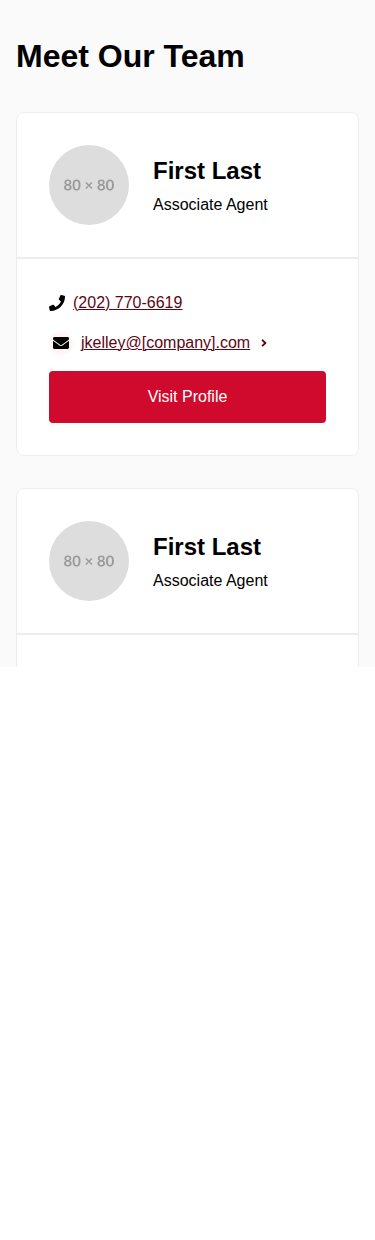 Meet Our Team
80 × 80
First Last
Associate Agent
(202) 770-6619
jkelley@[company].com
Visit Profile
80 × 80
First Last
Associate Agent